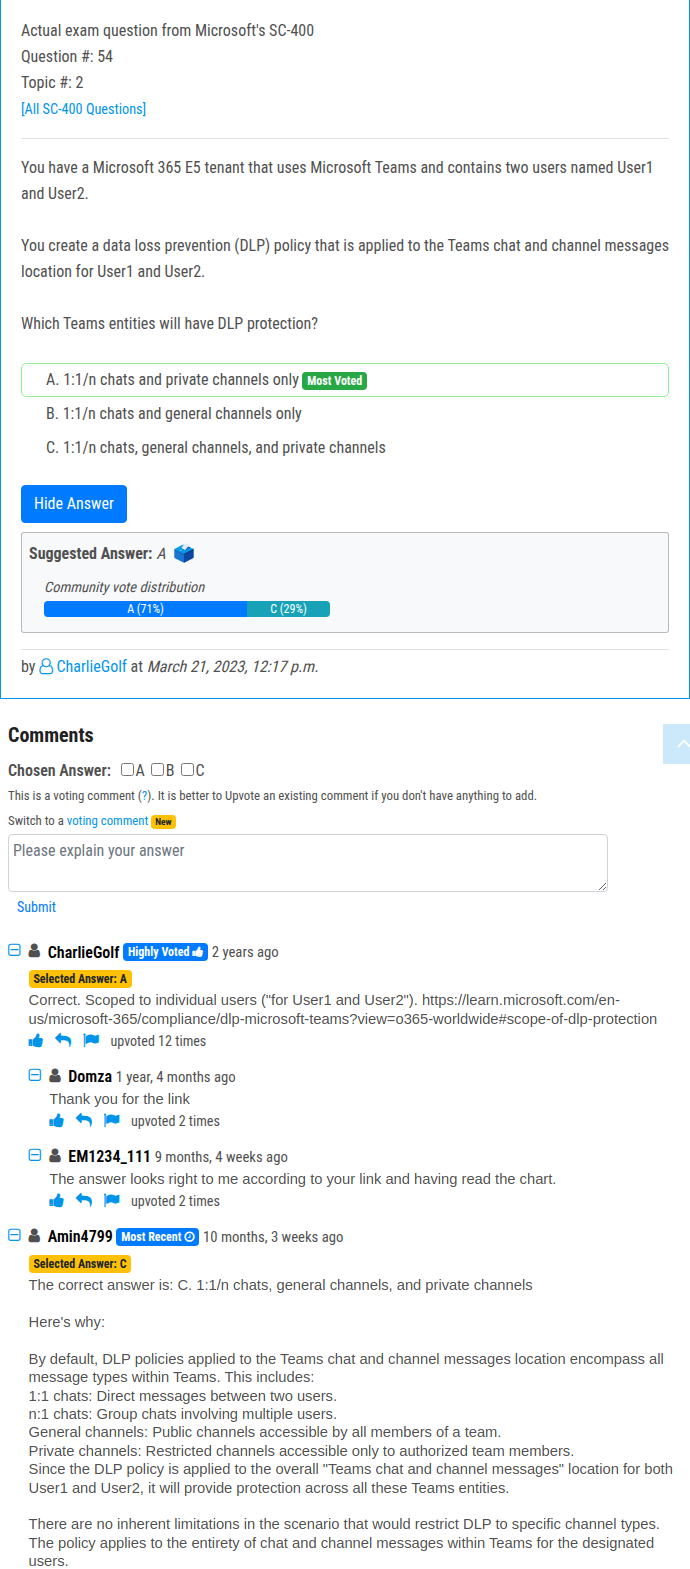 Actual exam question from Microsoft's SC-400
Question #: 54
Topic #: 2
[All SC-400 Questions]
You have a Microsoft 365 E5 tenant that uses Microsoft Teams and contains two users named User1
and User2.
You create a data loss prevention (DLP) policy that is applied to the Teams chat and channel messages
location for User1 and User2.
Which Teams entities will have DLP protection?
A. 1:1/n chats and private channels only Most Voted
B. 1:1/n chats and general channels only
C. 1:1/n chats, general channels, and private channels
Hide Answer
Suggested Answer: A
Community vote distribution
A (71%) C (29%)
by CharlieGolf at March 21, 2023, 12:17 p.m.
Comments
Chosen Answer: A B C
This is a voting comment (?). It is better to Upvote an existing comment if you don't have anything to add.
Switch to a voting comment New
Please explain your answer
Submit
CharlieGolf Highly Voted 2 years ago
Selected Answer: A
Correct. Scoped to individual users ("for User1 and User2"). https://learn.microsoft.com/en-
us/microsoft-365/compliance/dlp-microsoft-teams?view=o365-worldwide#scope-of-dlp-protection
upvoted 12 times
Domza 1 year, 4 months ago
Thank you for the link
upvoted 2 times
EM1234_111 9 months, 4 weeks ago
The answer looks right to me according to your link and having read the chart.
upvoted 2 times
Amin4799 Most Recent 10 months, 3 weeks ago
Selected Answer: C
The correct answer is: C. 1:1/n chats, general channels, and private channels
Here's why:
By default, DLP policies applied to the Teams chat and channel messages location encompass all
message types within Teams. This includes:
1:1 chats: Direct messages between two users.
n:1 chats: Group chats involving multiple users.
General channels: Public channels accessible by all members of a team.
Private channels: Restricted channels accessible only to authorized team members.
Since the DLP policy is applied to the overall "Teams chat and channel messages" location for both
User1 and User2, it will provide protection across all these Teams entities.
There are no inherent limitations in the scenario that would restrict DLP to specific channel types.
The policy applies to the entirety of chat and channel messages within Teams for the designated
users.